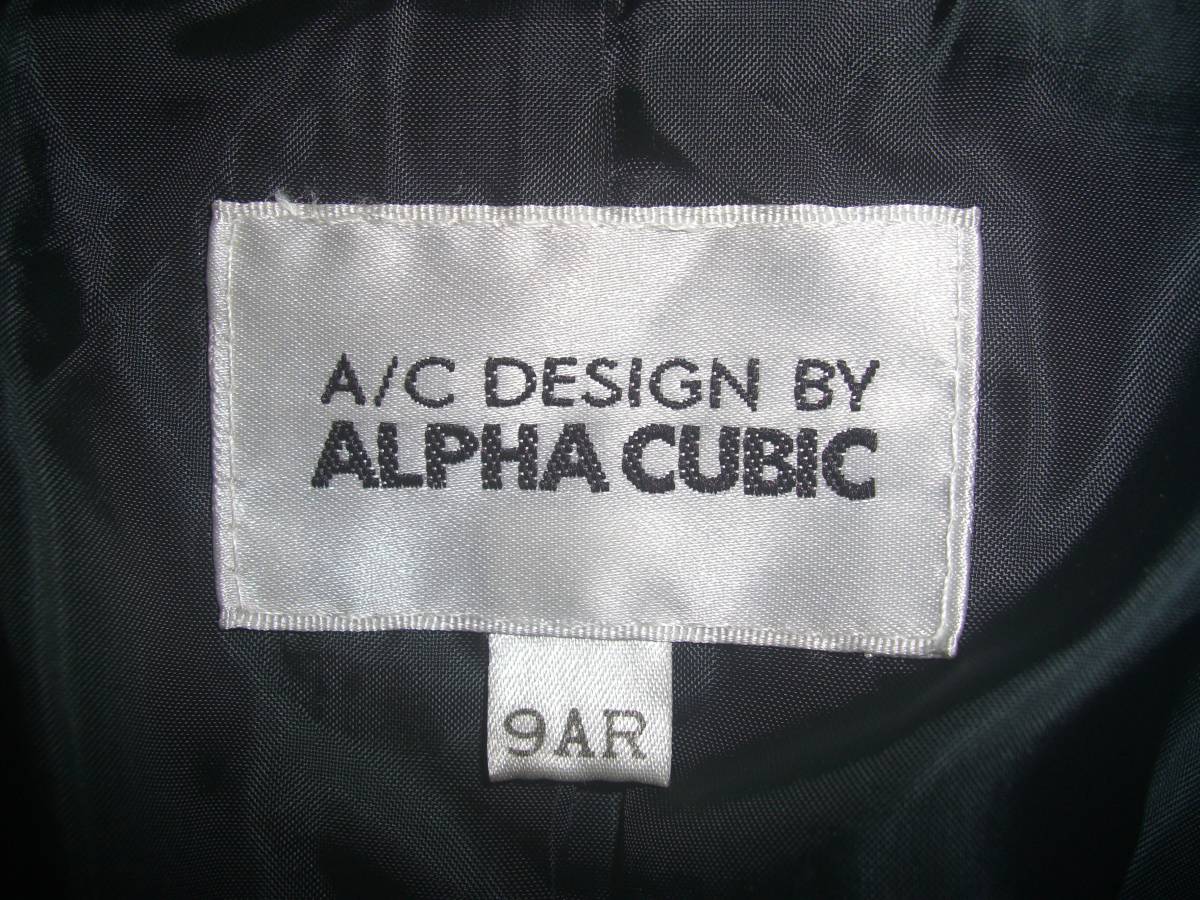 A/C DESIGN BY
ALPHA CUBIC
9AR